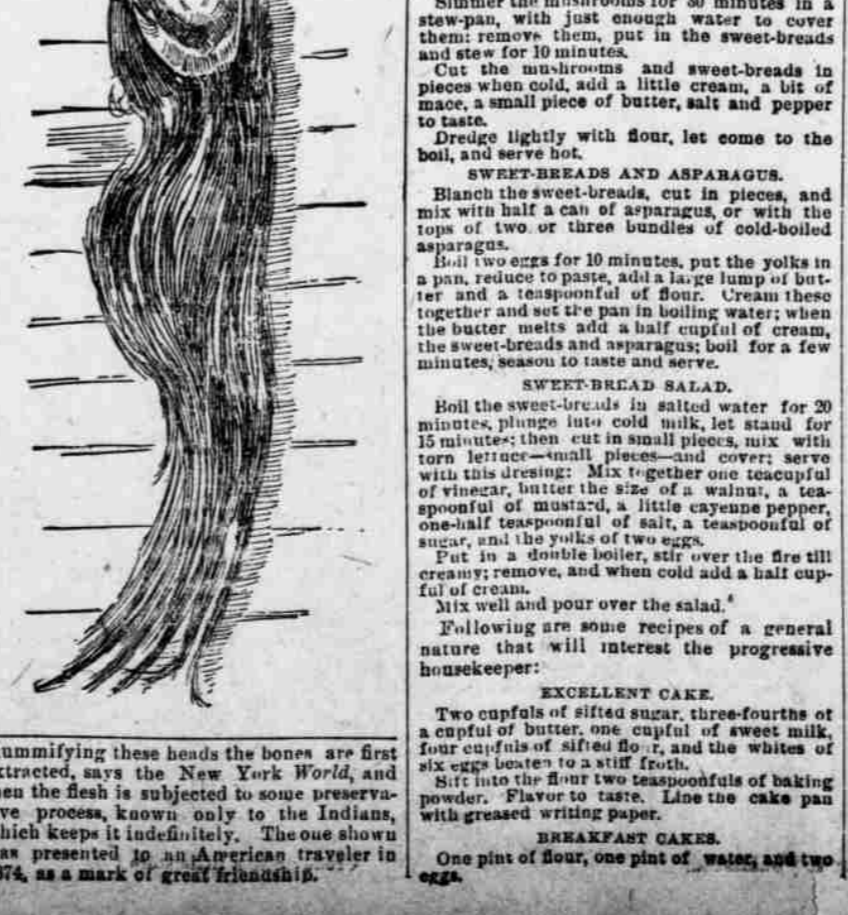 ummifying these heads the bones are first
xtracted, says the New York World, and
en the flesh is subjected to some preserva-
ve process, known only to the Indians,
hich keeps it indefinitely. The one shown
as presented to an American traveler in
874, as a mark of great friendship.
Simmer the mushrooms for 30 minutes in a
stew-pan, with just enough water to cover
them; remove them, put in the sweet-breads
and stew for 10 minutes.
Cut the mushrooms and sweet-breads in
pieces when cold, add a little cream, a bit of
mace, a small piece of butter, salt and pepper
to taste.
Dredge lightly with flour, let come to the
boil, and serve hot.
SWEET-BREADS AND ASPARAGUS.
Blanch the sweet-breads, cut in pieces, and
mix with half a can of asparagus, or with the
tops of two or three bundles of cold-boiled
asparagus.
Boil two eggs for 10 minutes, put the yolks in
a pan, reduce to paste, add a large lump of but-
ter and a teaspoonful of flour. Cream these
together and set the pan in boiling water; when
the butter melts add a half cupful of cream,
the sweet-breads and asparagus; boil for a few
minutes, season to taste and serve.
SWEET-BREAD SALAD.
Boil the sweet-breads in salted water for 20
minutes, plunge into cold milk, let stand for
15 minutes; then cut in small pieces, mix with
torn lettuce—small pieces—and cover; serve
with this dresing: Mix together one teacupful
of vinegar, butter the size of a walnut, a tea-
spoonful of mustard, a little cayenne pepper,
one-half teaspoonful of salt, a teaspoonful of
sugar, and the yolks of two eggs.
Put in a double boiler, stir over the fire till
creamy; remove, and when cold add a half cup-
ful of cream.
Mix well and pour over the salad.
Following are some recipes of a general
nature that will interest the progressive
housekeeper:
EXCELLENT CAKE.
Two cupfuls of sifted sugar, three-fourths of
a cupful of butter, one cupful of sweet milk,
four cupfuls of sifted flour, and the whites of
six eggs beaten to a stiff froth.
Sift into the flour two teaspoonfuls of baking
powder. Flavor to taste. Line the cake pan
with greased writing paper.
BREAKFAST CAKES.
One pint of flour, one pint of water, and two
eggs.